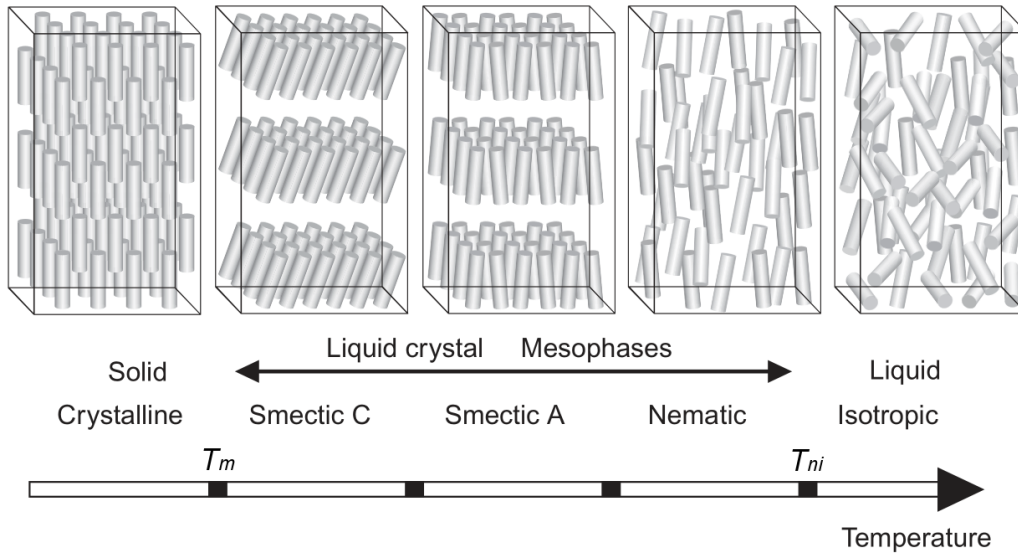 Liquid crystal Mesophases
Solid Liquid
Crystalline Smectic C Smectic A Nematic Isotropic
Tm Tni
Temperature